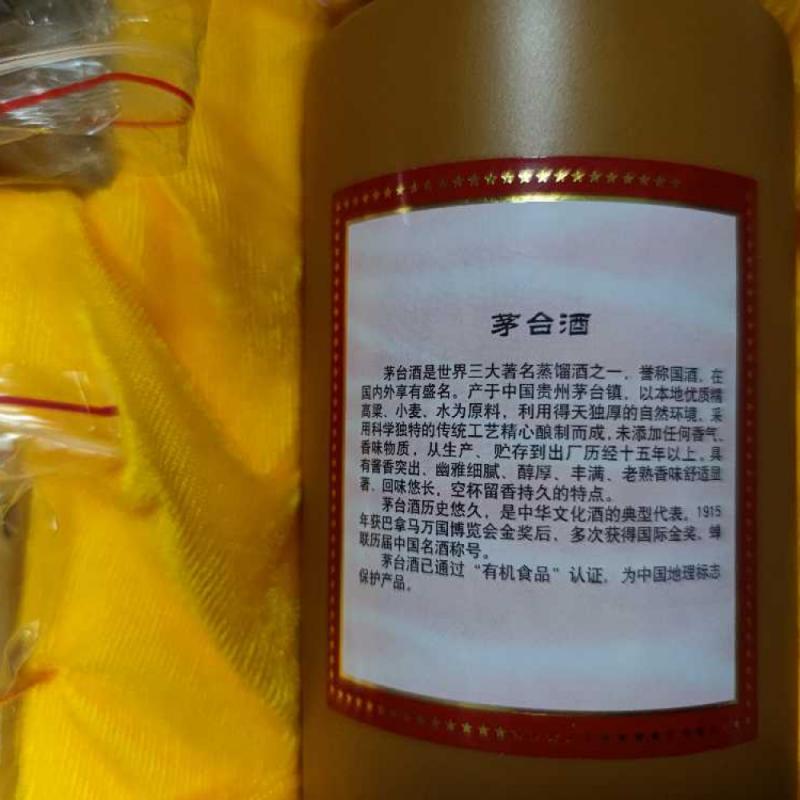 茅台酒
茅台酒是世界三大著名蒸馏酒之一，誉称国酒。在
国内外享有盛名。产于中国贵州茅台镇，以本地优质糯
高粱、小麦、水为原料，利用得天独厚的自然环境，采
用科学独特的传统工艺精心酿制而成，未添加任何香气、
香味物质，从生产、贮存到出厂历经十五年以上。具
有酱香突出、幽雅细腻、醇厚、丰满、老熟香味舒适显
著、回味悠长，空杯留香持久的特点。
茅台酒历史悠久，是中华文化酒的典型代表。1915
年获巴拿马万国博览会金奖后，多次获得国际金奖、蝉
联历届中国名酒称号。
茅台酒已通过“有机食品”认证，为中国地理标志
保护产品。